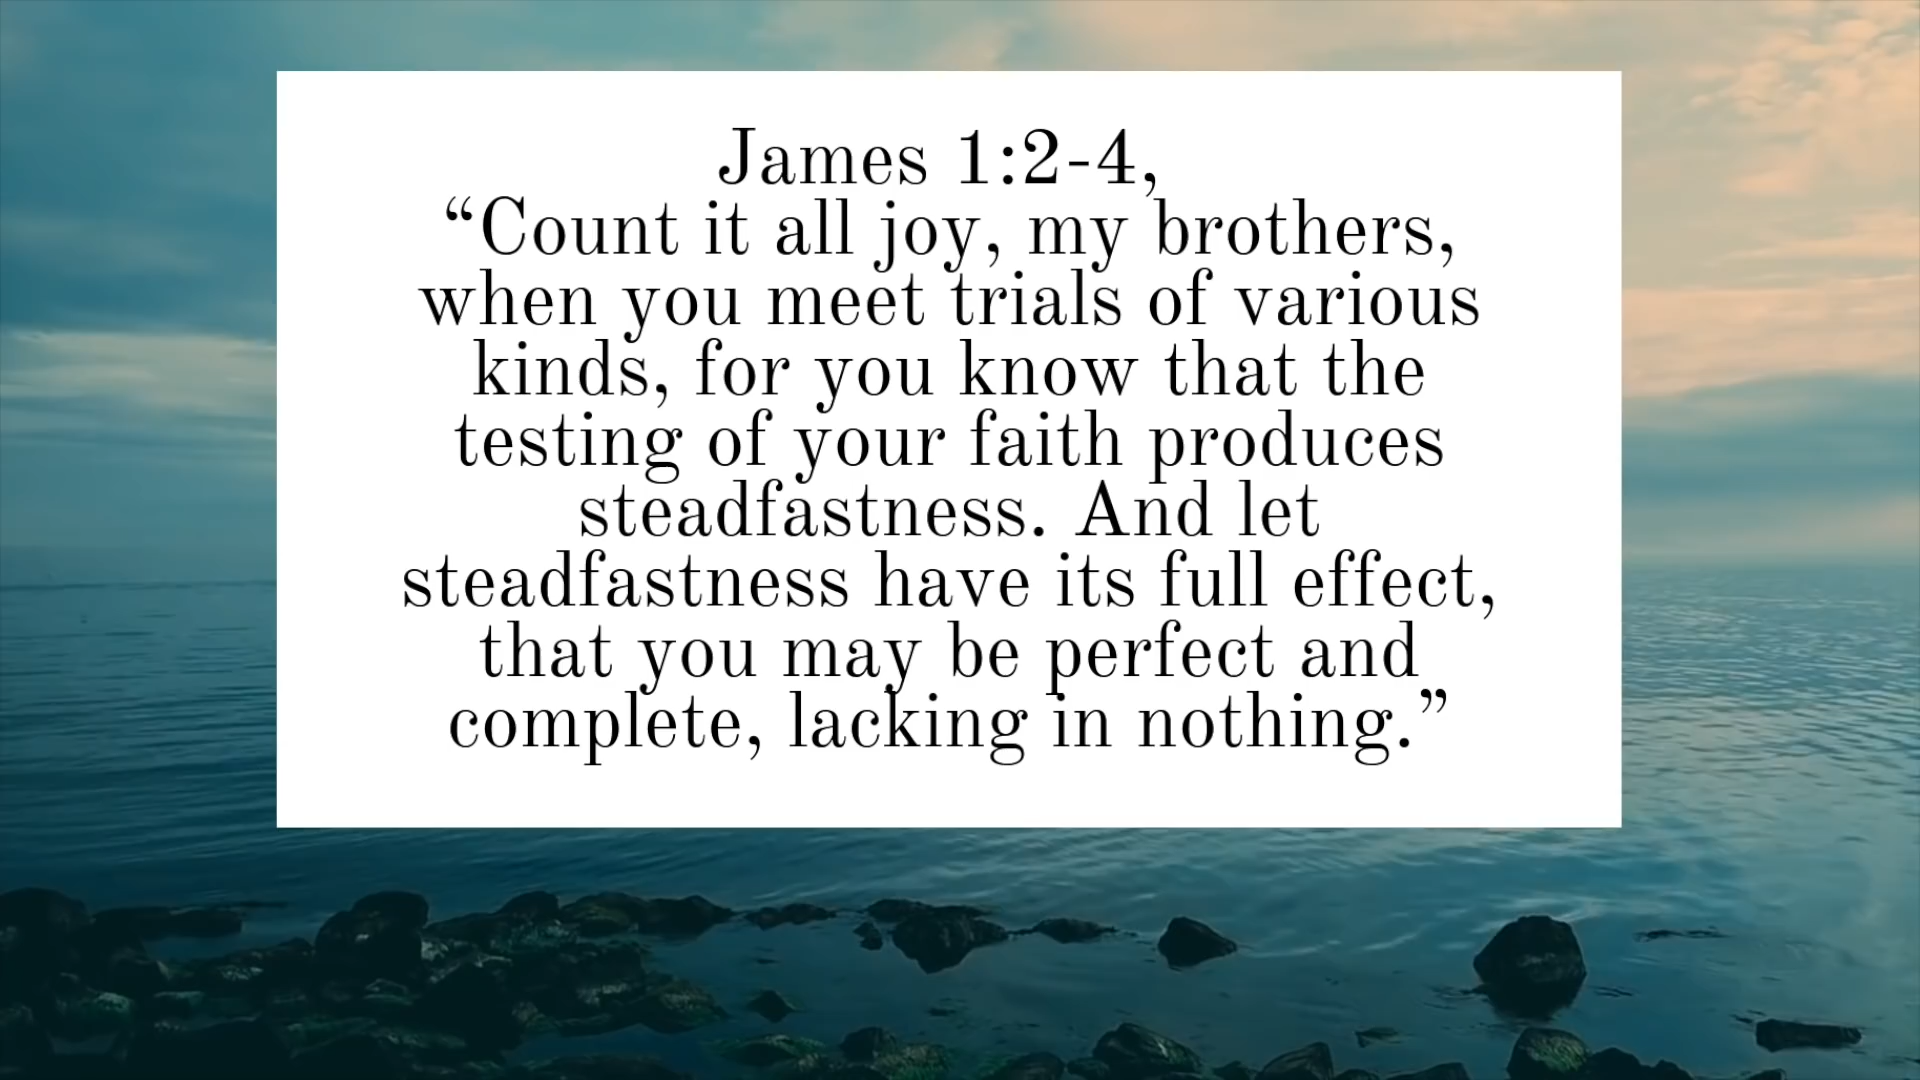 James 1:2-4,
“Count it all joy, my brothers,
when you meet trials of various
kinds, for you know that the
testing of your faith produces
steadfastness. And let
steadfastness have its full effect,
that you may be perfect and
complete, lacking in nothing.”